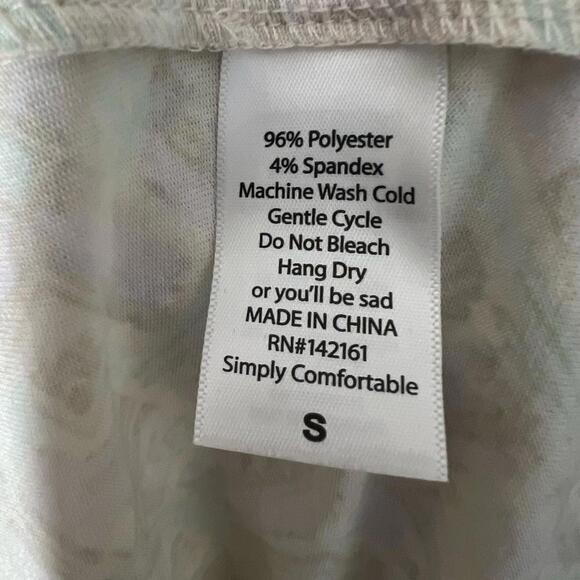 96% Polyester
4% Spandex
Machine Wash Cold
Gentle Cycle
Do Not Bleach
Hang Dry
or you'll be sad
MADE IN CHINA
RN#142161
Simply Comfortable
S